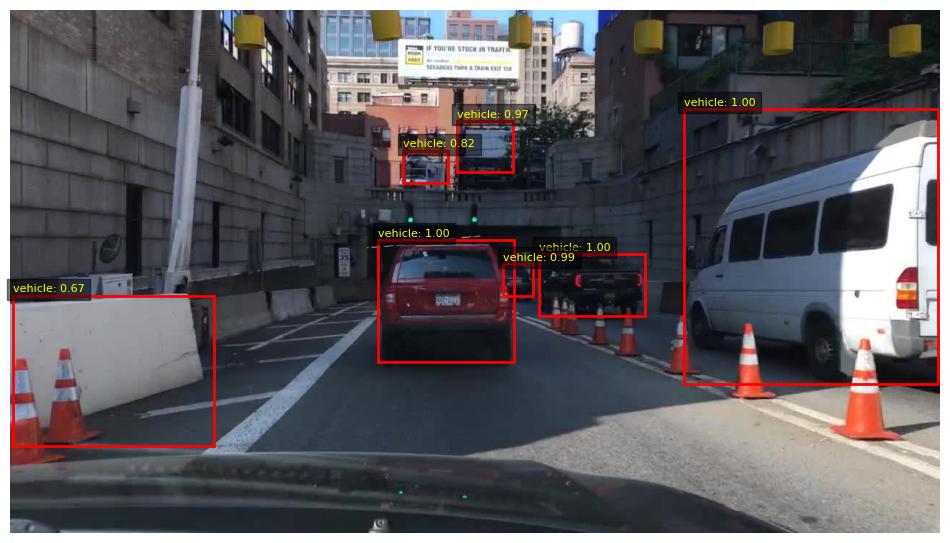 vehicle: 1.00
vehicle: 0.97
vehicle: 0.82
IF YOU'RE STUCK IN TRAFFIC
SECAUCUS PARK & TRAIN EXIT 15X
vehicle: 1.00
vehicle: 1.00
vehicle: 0.99
vehicle: 0.67